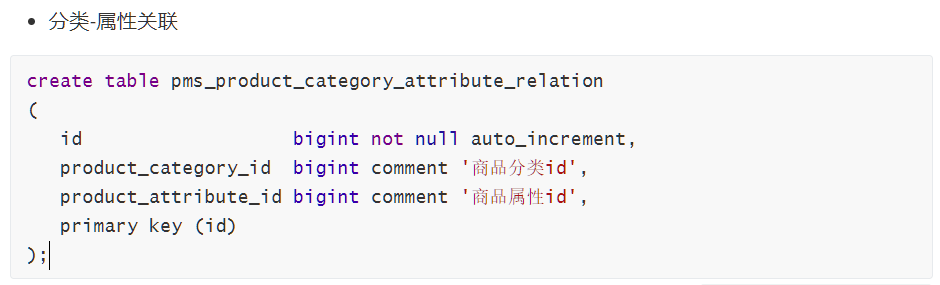 • 分类-属性关联
create table pms_product_category_attribute_relation
(
   id                   bigint not null auto_increment,
   product_category_id  bigint comment '商品分类id',
   product_attribute_id bigint comment '商品属性id',
   primary key (id)
);